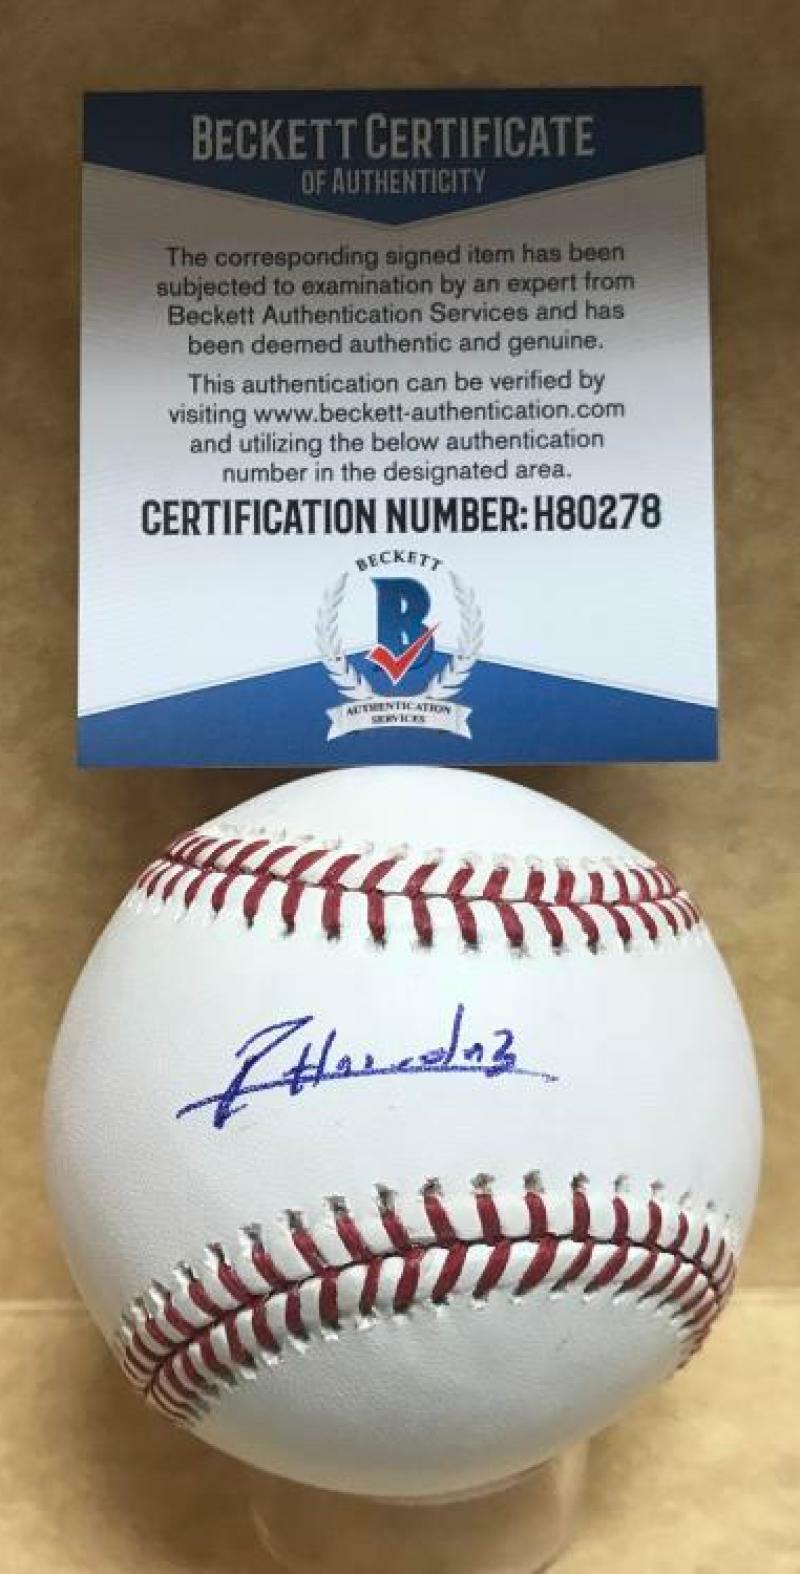 BECKETT CERTIFICATE
OF AUTHENTICITY
The corresponding signed item has been
subjected to examination by an expert from
Beckett Authentication Services and has
been deemed authentic and genuine.
This authentication can be verified by
visiting www.beckett-authentication.com
and utilizing the below authentication
number in the designated area.
CERTIFICATION NUMBER: H80278
BECKETT
B
AUTHENTICATION
SERVICES